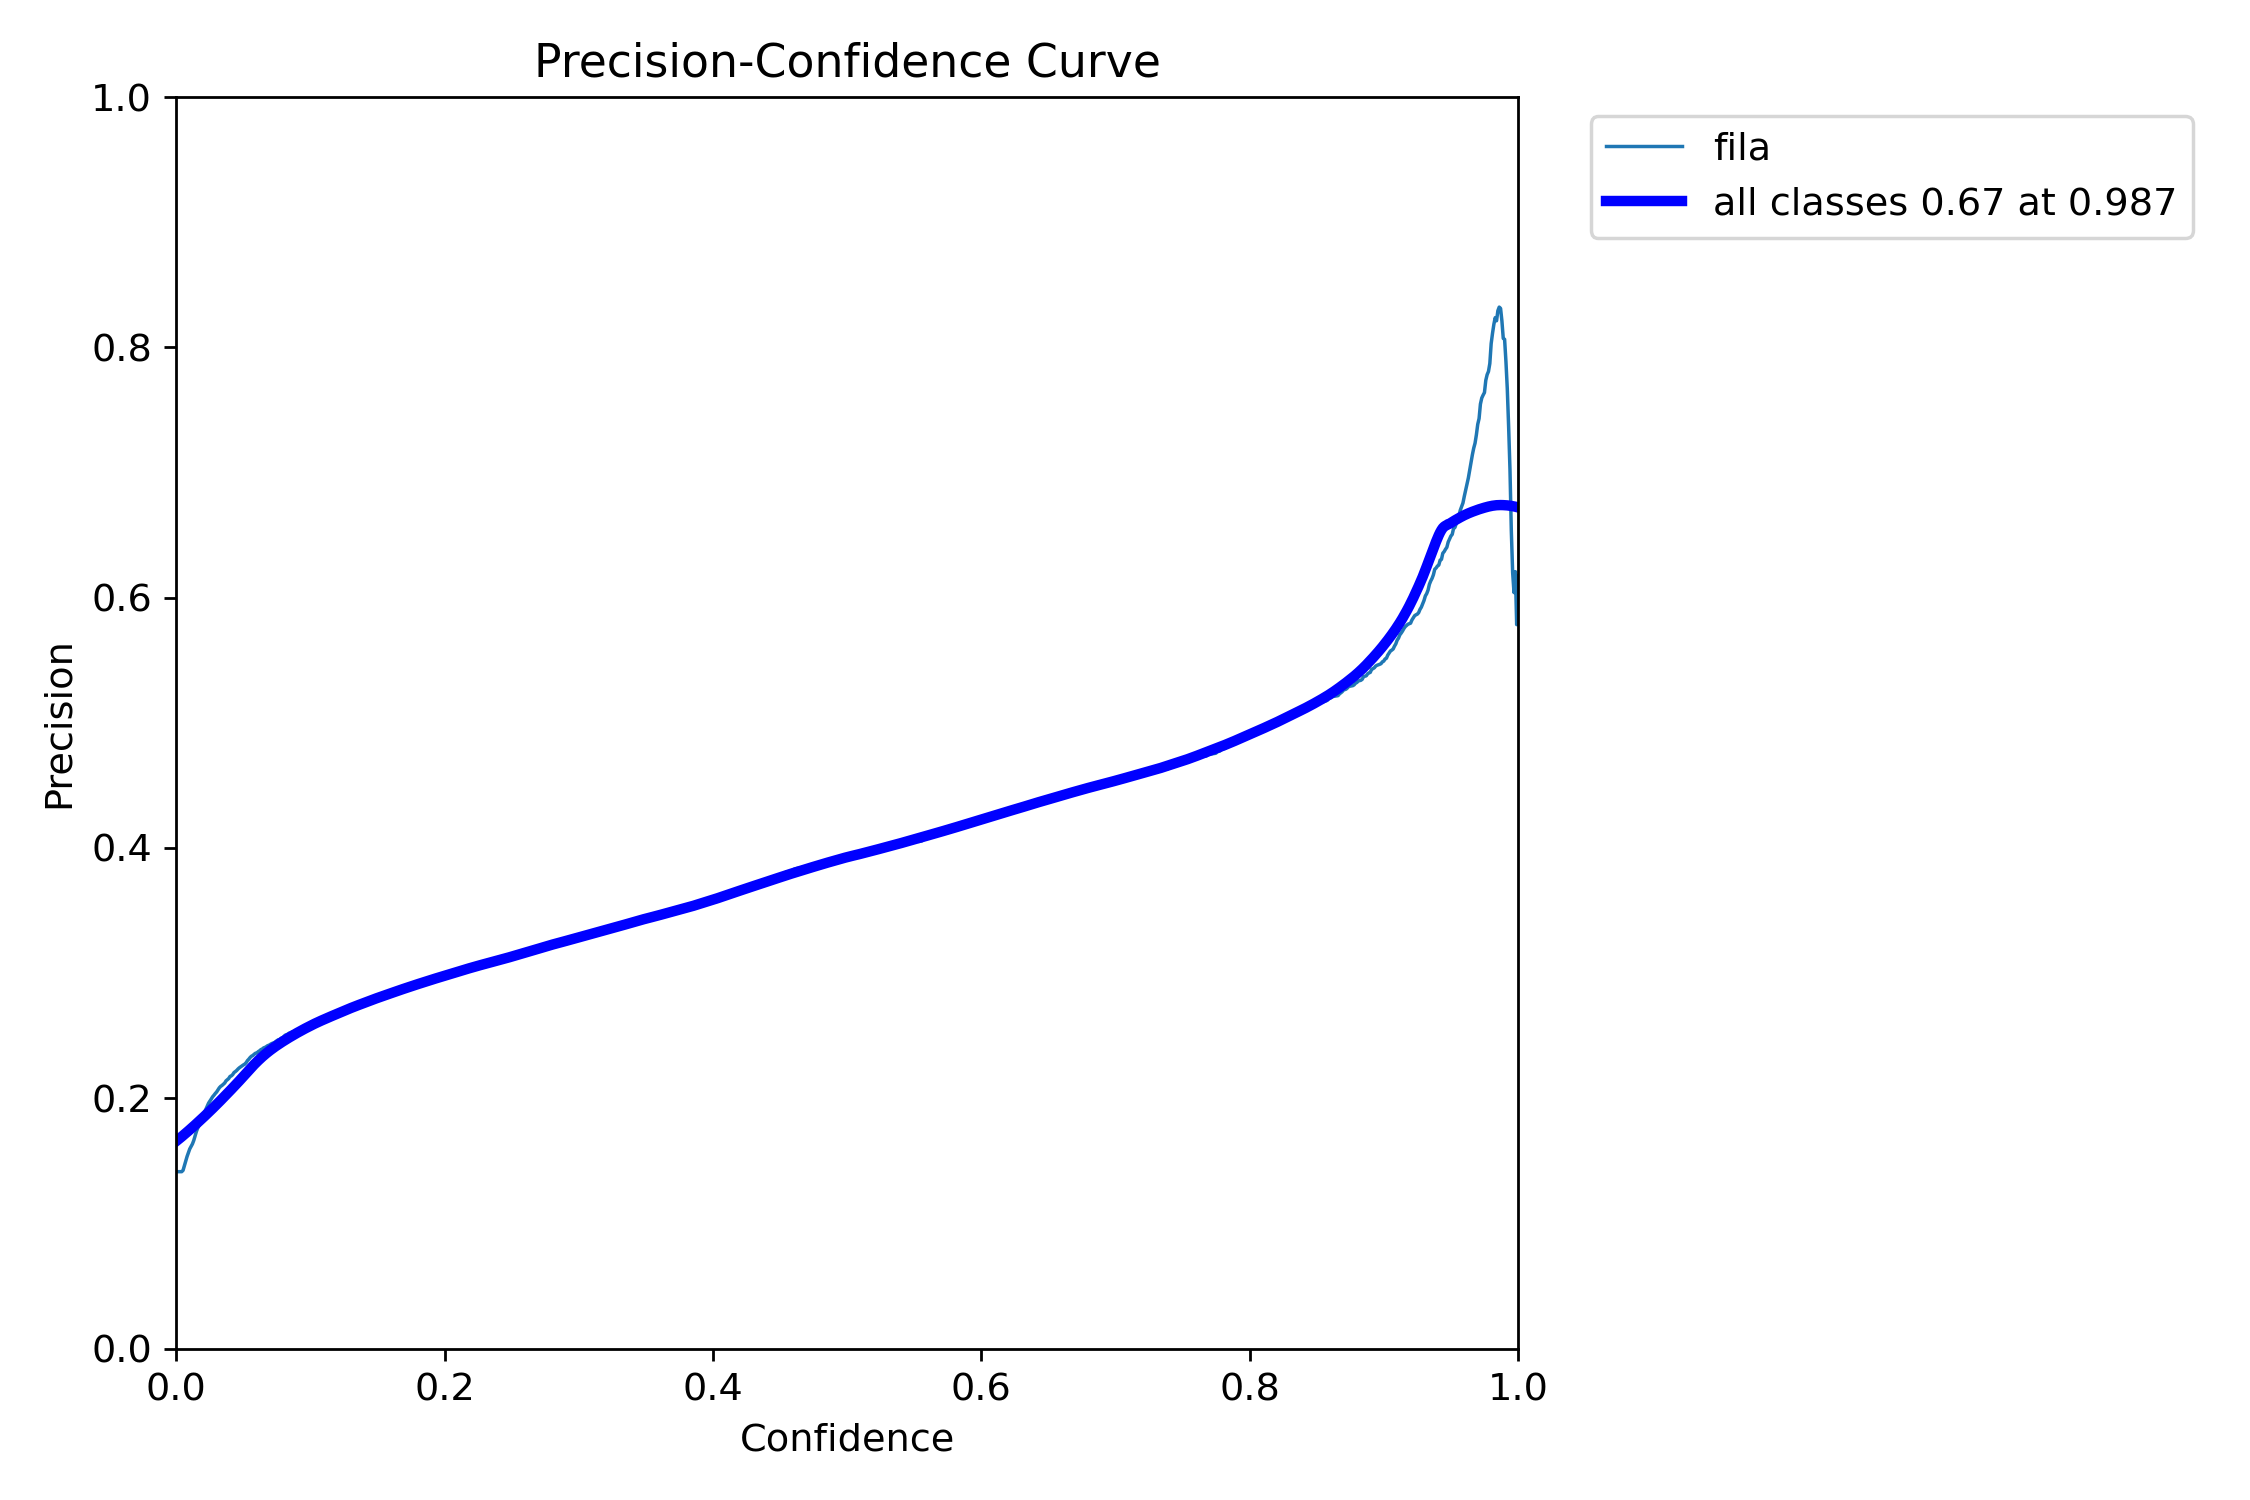 Precision-Confidence Curve
1.0
0.8
0.6
0.4
0.2
0.0
Precision
0.0 0.2 0.4 0.6 0.8 1.0
Confidence
fila
all classes 0.67 at 0.987